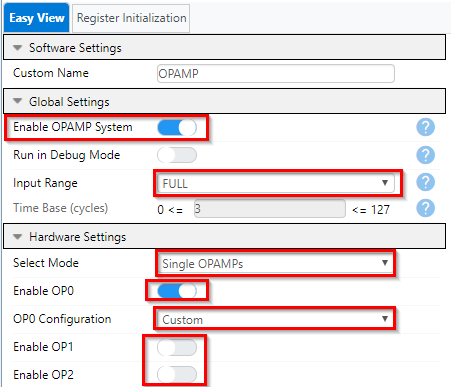 Easy View Register Initialization
Software Settings
Custom Name OPAMP
Global Settings
Enable OPAMP System ?
Run in Debug Mode ?
Input Range FULL ?
Time Base (cycles) 0 <= 3 <= 127 ?
Hardware Settings
Select Mode Single OPAMPs
Enable OP0
OP0 Configuration Custom
Enable OP1
Enable OP2